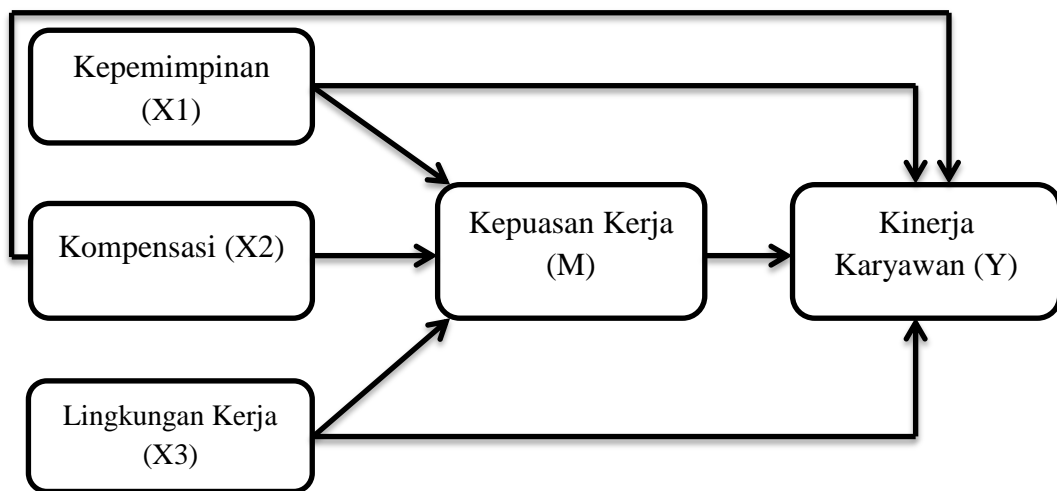 Kepemimpinan
(X1)
Kompensasi (X2)
Lingkungan Kerja
(X3)
Kepuasan Kerja
(M)
Kinerja
Karyawan (Y)